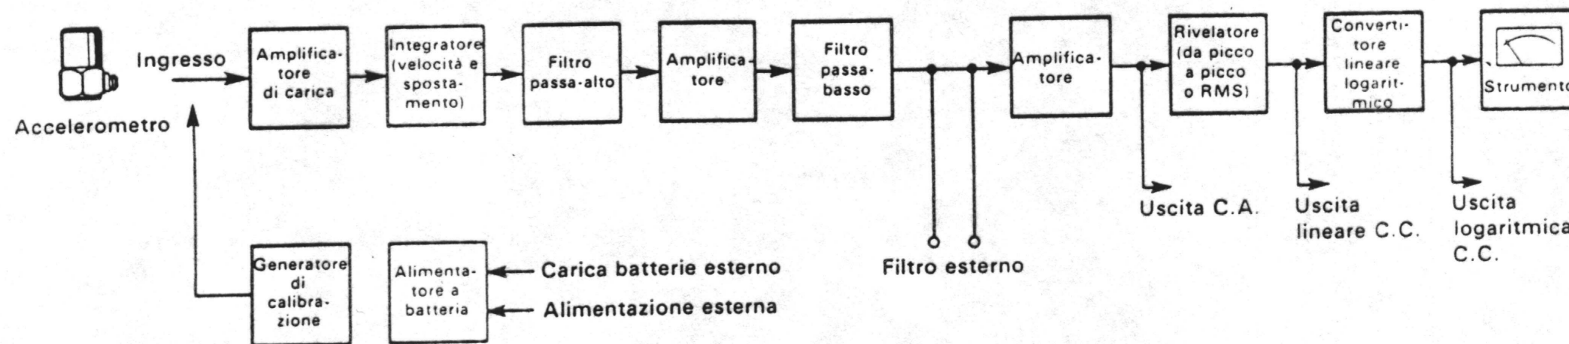 Accelerometro
Ingresso
Amplifica-
tore
di carica
Integratore
(velocità e
sposta-
mento)
Filtro
passa-alto
Amplifica-
tore
Filtro
passa-
basso
Amplifica-
tore
Rivelatore
(da picco
a picco
o RMS)
Converti-
tore
lineare
logarit-
mico
Strumento
Uscita C.A.
Uscita
lineare C.C.
Uscita
logaritmica
C.C.
Filtro esterno
Generatore
di
calibra-
zione
Alimenta-
tore a
batteria
Carica batterie esterno
Alimentazione esterna